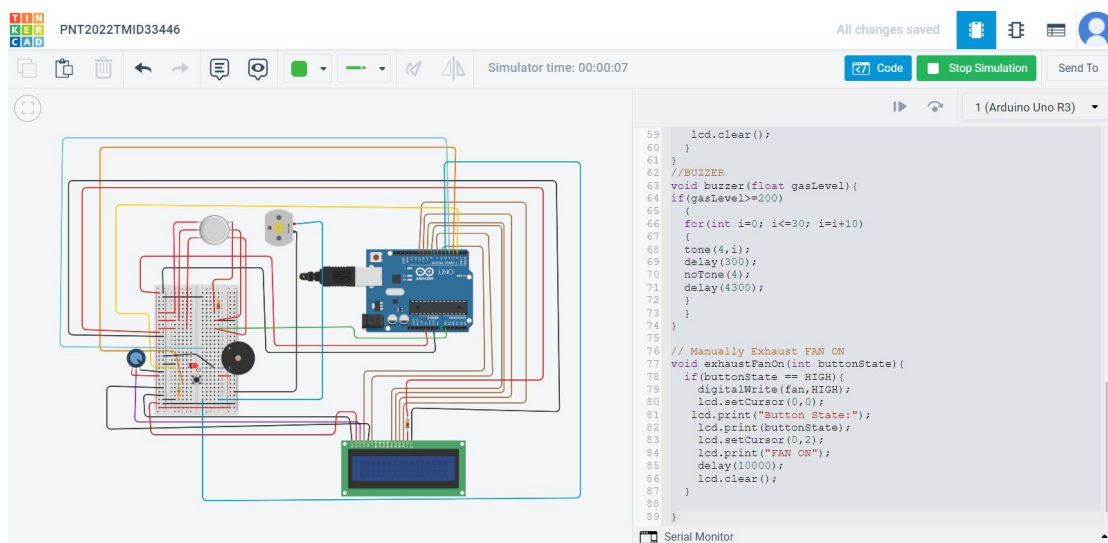 TIN
KER
CAD
PNT2022TMID33446
All changes saved
Simulator time: 00:00:07
Code
Stop Simulation
Send To
1 (Arduino Uno R3)
59 lcd.clear();
60 }
61 }
62 //BUZZER
63 void buzzer(float gasLevel){
64 if(gasLevel>=200)
65 {
66 for(int i=0; i<=30; i=i+10)
67 {
68 tone(4,i);
69 delay(300);
70 noTone(4);
71 delay(4300);
72 }
73 }
74 }
75
76 // Manually Exhaust FAN ON
77 void exhaustFanOn(int buttonState){
78 if(buttonState == HIGH){
79 digitalWrite(fan,HIGH);
80 lcd.setCursor(0,0);
81 lcd.print("Button State:");
82 lcd.print(buttonState);
83 lcd.setCursor(0,2);
84 lcd.print("FAN ON");
85 delay(10000);
86 lcd.clear();
87 }
88
89 }
Serial Monitor
UNO
ARDUINO